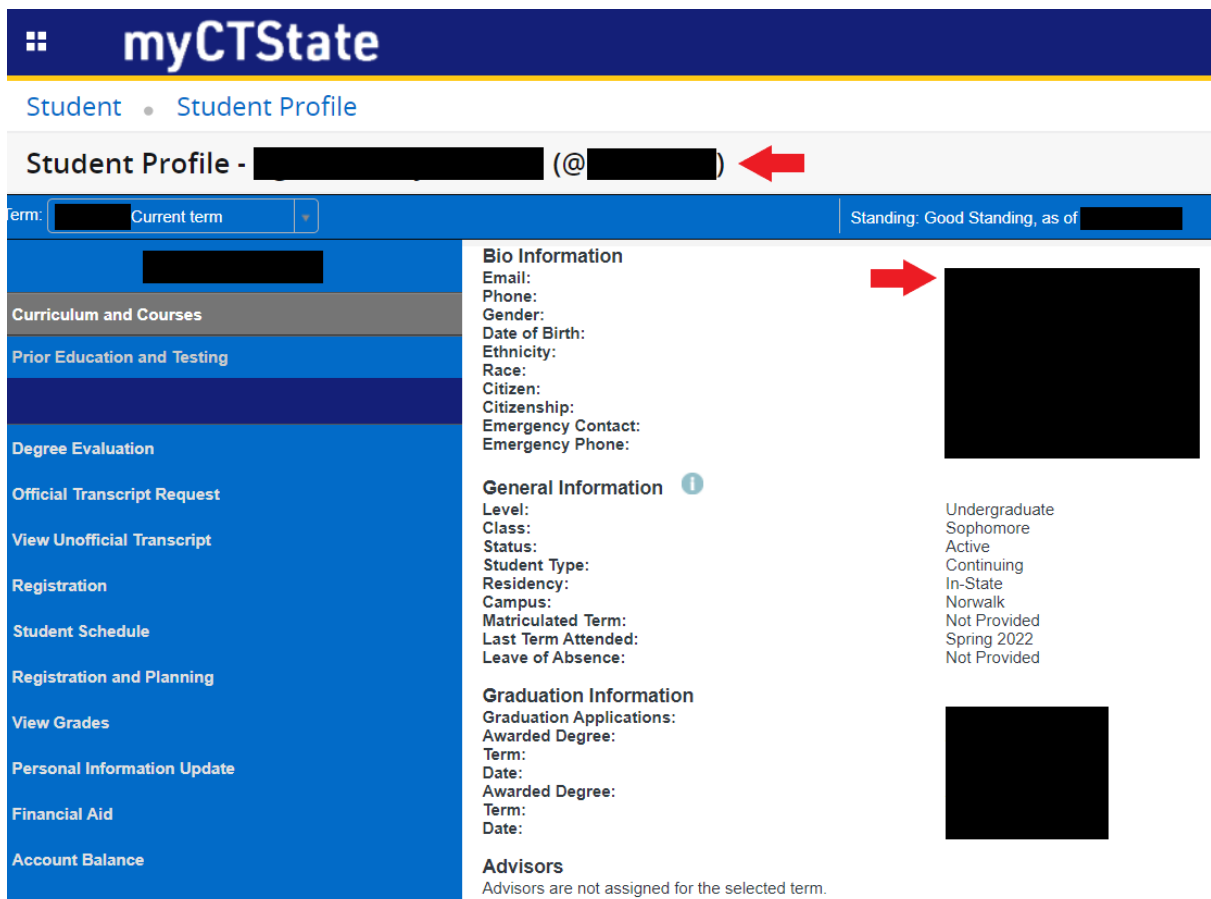 myCTState
Student • Student Profile
Student Profile - (@ )
Term: Current term
Standing: Good Standing, as of
Curriculum and Courses
Prior Education and Testing
Degree Evaluation
Official Transcript Request
View Unofficial Transcript
Registration
Student Schedule
Registration and Planning
View Grades
Personal Information Update
Financial Aid
Account Balance
Bio Information
Email:
Phone:
Gender:
Date of Birth:
Ethnicity:
Race:
Citizen:
Citizenship:
Emergency Contact:
Emergency Phone:
General Information i
Level: Undergraduate
Class: Sophomore
Status: Active
Student Type: Continuing
Residency: In-State
Campus: Norwalk
Matriculated Term: Not Provided
Last Term Attended: Spring 2022
Leave of Absence: Not Provided
Graduation Information
Graduation Applications:
Awarded Degree:
Term:
Date:
Awarded Degree:
Term:
Date:
Advisors
Advisors are not assigned for the selected term.